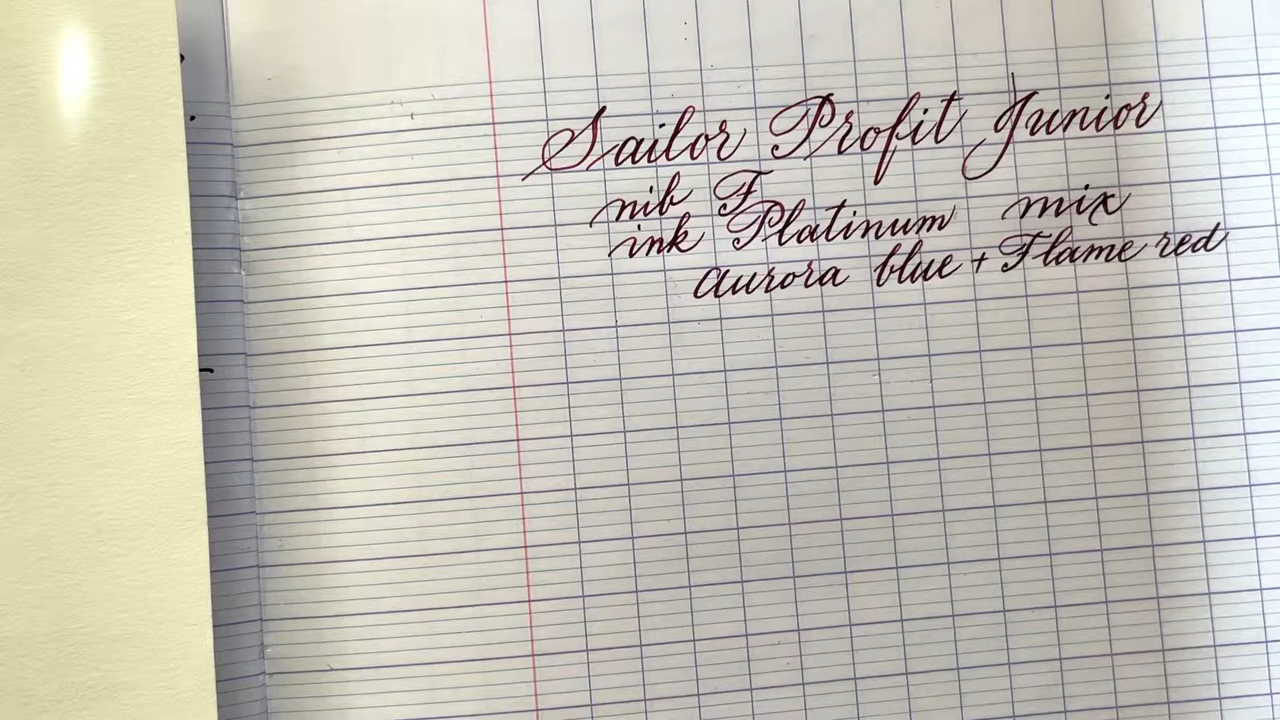 Sailor Profit Junior
nib F
ink Platinum mix
aurora blue + Flame red